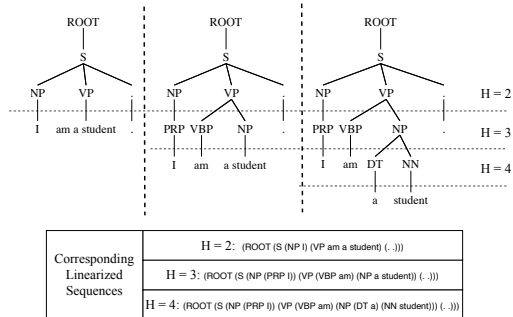 ROOT ROOT ROOT
S S S
NP VP . NP VP . NP VP . H = 2
I am a student . PRP VBP NP . PRP VBP NP . H = 3
I am a student I am DT NN H = 4
a student
Corresponding
Linearized
Sequences
H = 2: (ROOT (S (NP I) (VP am a student) (. .)))
H = 3: (ROOT (S (NP (PRP I)) (VP (VBP am) (NP a student)) (. .)))
H = 4: (ROOT (S (NP (PRP I)) (VP (VBP am) (NP (DT a) (NN student))) (. .)))